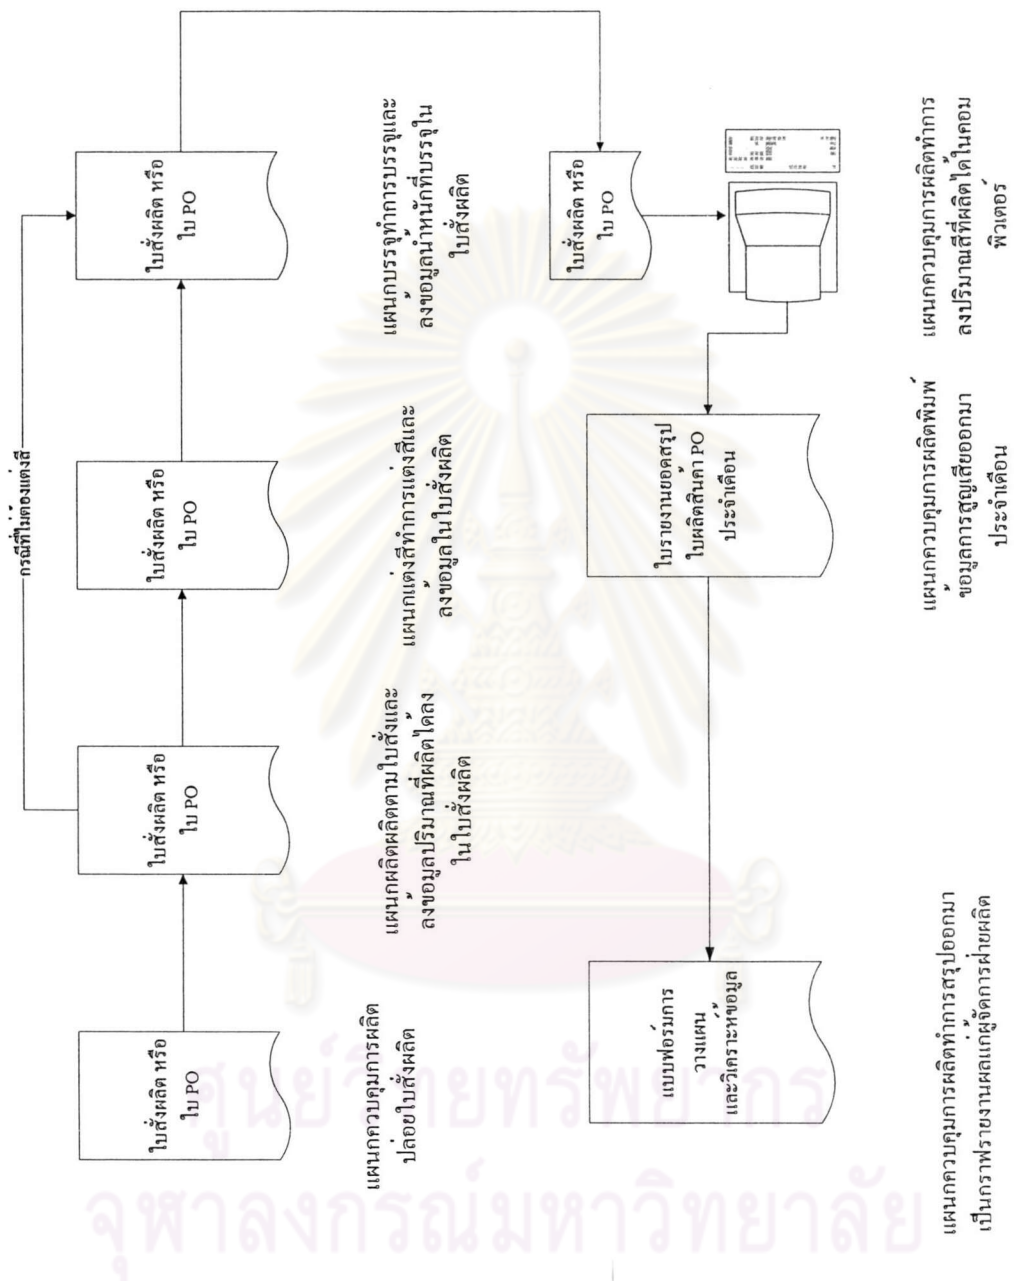 กรณีที่ไม่ต้องแต่งสี
ใบสั่งผลิต หรือ
ใบ PO
ใบสั่งผลิต หรือ
ใบ PO
ใบสั่งผลิต หรือ
ใบ PO
ใบสั่งผลิต หรือ
ใบ PO
แผนกควบคุมการผลิต
ปล่อยใบสั่งผลิต
แผนกผลิตผลิตตามใบสั่งและ
ลงข้อมูลปริมาณที่ผลิตได้ลง
ในใบสั่งผลิต
แผนกแต่งสีทำการแต่งสีและ
ลงข้อมูลในใบสั่งผลิต
แผนกบรรจุทำการบรรจุและ
ลงข้อมูลน้ำหนักที่บรรจุใน
ใบสั่งผลิต
แบบฟอร์มการ
วางแผน
และวิเคราะห์ข้อมูล
ใบรายงานยอดสรุป
ใบผลิตสินค้า PO
ประจำเดือน
ใบสั่งผลิต หรือ
ใบ PO
แผนกควบคุมการผลิตทำการสรุปออกมา
เป็นกราฟรายงานผลแก่ผู้จัดการฝ่ายผลิต
แผนกควบคุมการผลิตพิมพ์
ข้อมูลการสูญเสียออกมา
ประจำเดือน
แผนกควบคุมการผลิตทำการ
ลงปริมาณสีที่ผลิตได้ในคอม
พิวเตอร์
ศูนย์วิทยทรัพยากร
จุฬาลงกรณ์มหาวิทยาลัย